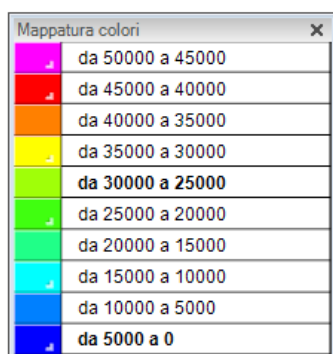 Mappatura colori
da 50000 a 45000
da 45000 a 40000
da 40000 a 35000
da 35000 a 30000
da 30000 a 25000
da 25000 a 20000
da 20000 a 15000
da 15000 a 10000
da 10000 a 5000
da 5000 a 0